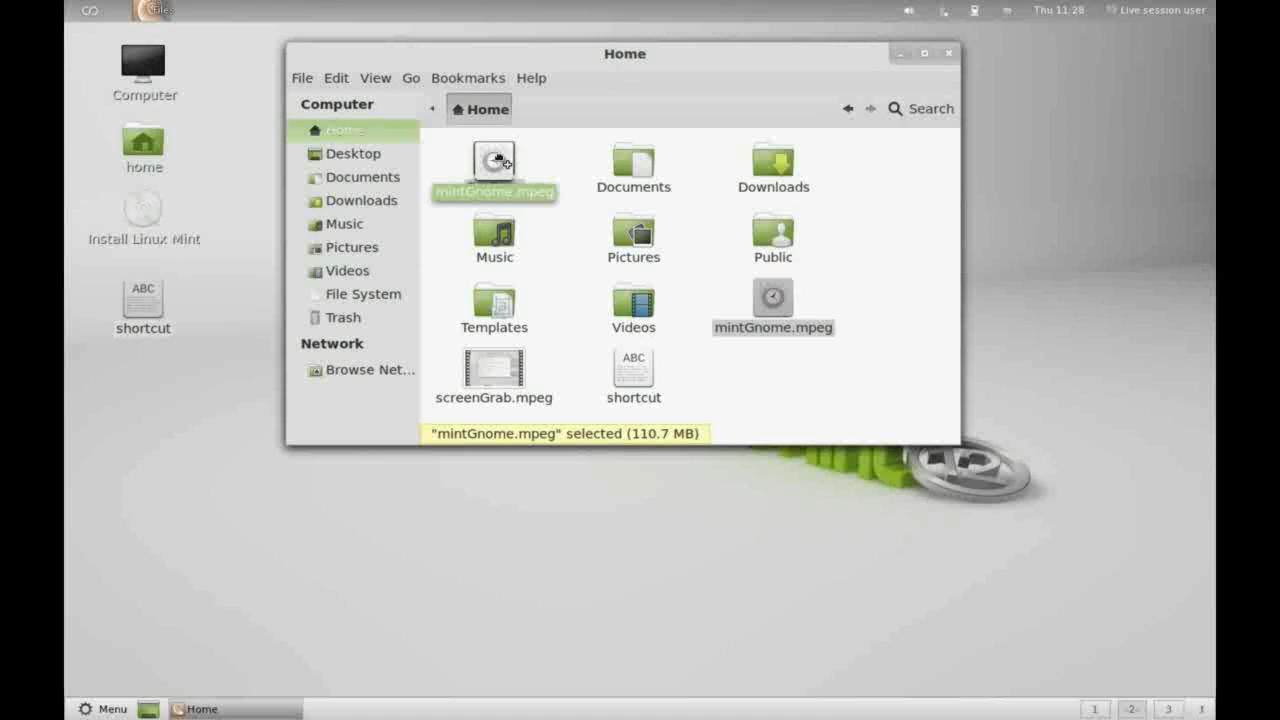 Files
Thu 11:28
Live session user
Computer
home
Install Linux Mint
ABC
shortcut
Home
File Edit View Go Bookmarks Help
Computer
Home
Desktop
Documents
Downloads
Music
Pictures
Videos
File System
Trash
Network
Browse Net...
Home
Search
mintGnome.mpeg
Documents
Downloads
Music
Pictures
Public
Templates
Videos
mintGnome.mpeg
ABC
screenGrab.mpeg
shortcut
"mintGnome.mpeg" selected (110.7 MB)
Menu
Home
1
-2-
3